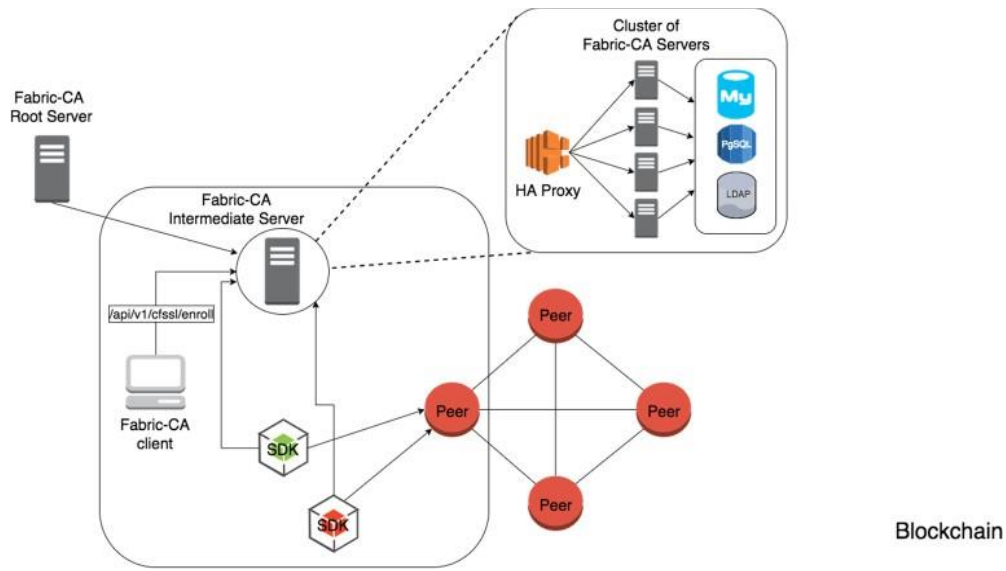 Cluster of
Fabric-CA Servers
My
PgSQL
LDAP
HA Proxy
Fabric-CA
Root Server
Fabric-CA
Intermediate Server
/api/v1/cfssl/enroll
Fabric-CA
client
SDK
SDK
Peer
Peer
Peer
Peer
Blockchain